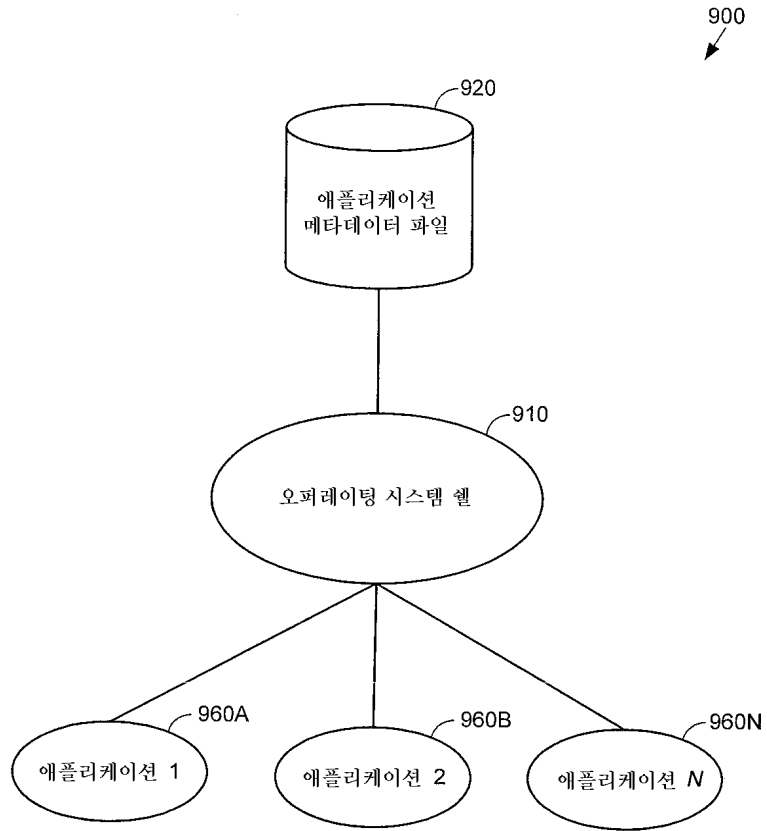 900
920
애플리케이션
메타데이터 파일
910
오퍼레이팅 시스템 쉘
960A
애플리케이션 1
960B
애플리케이션 2
960N
애플리케이션 N